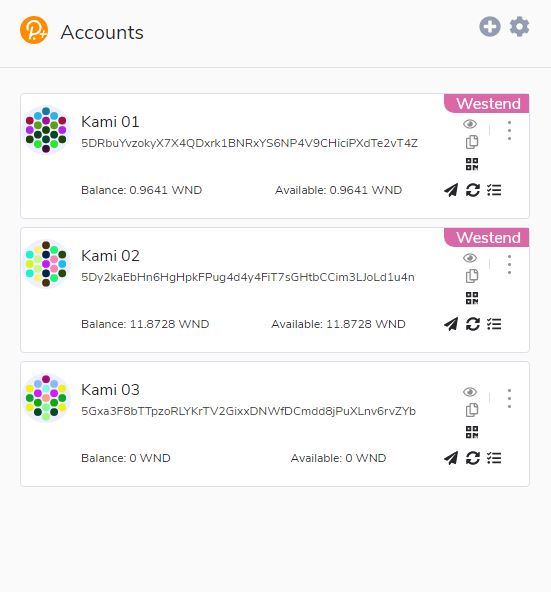 Accounts
Westend
Kami 01
5DRbuYvzokyX7X4QDxrk1BNRxYS6NP4V9CHiciPXdTe2vT4Z
Balance: 0.9641 WND Available: 0.9641 WND
Westend
Kami 02
5Dy2kaEbHn6HgHpkFPug4d4y4FiT7sGHtbCCim3LJoLd1u4n
Balance: 11.8728 WND Available: 11.8728 WND
Kami 03
5Gxa3F8bTTpzoRLYKrTV2GixxDNWfDCmdd8jPuXLnv6rvZYb
Balance: 0 WND Available: 0 WND